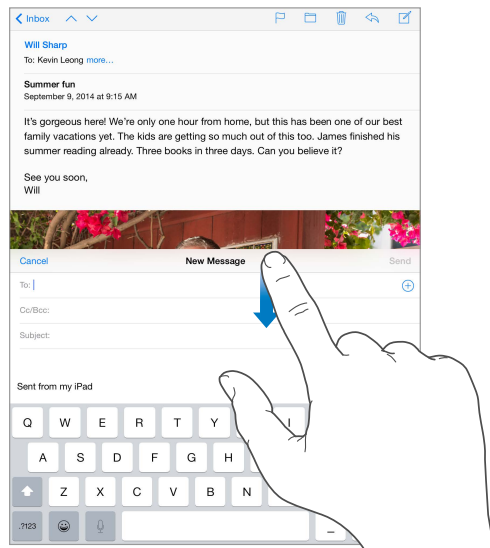 Inbox
Will Sharp
To: Kevin Leong more...
Summer fun
September 9, 2014 at 9:15 AM
It's gorgeous here! We're only one hour from home, but this has been one of our best
family vacations yet. The kids are getting so much out of this too. James finished his
summer reading already. Three books in three days. Can you believe it?
See you soon,
Will
Cancel New Message Send
To:
Cc/Bcc:
Subject:
Sent from my iPad
Q W E R T Y I
A S D F G H
Z X C V B N
.?123 _